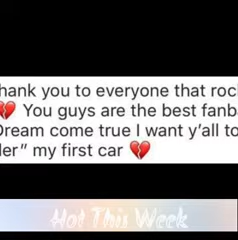 hank you to everyone that roc
💔 You guys are the best fanb
Dream come true I want y'all to
ler" my first car 💔
Hot This Week